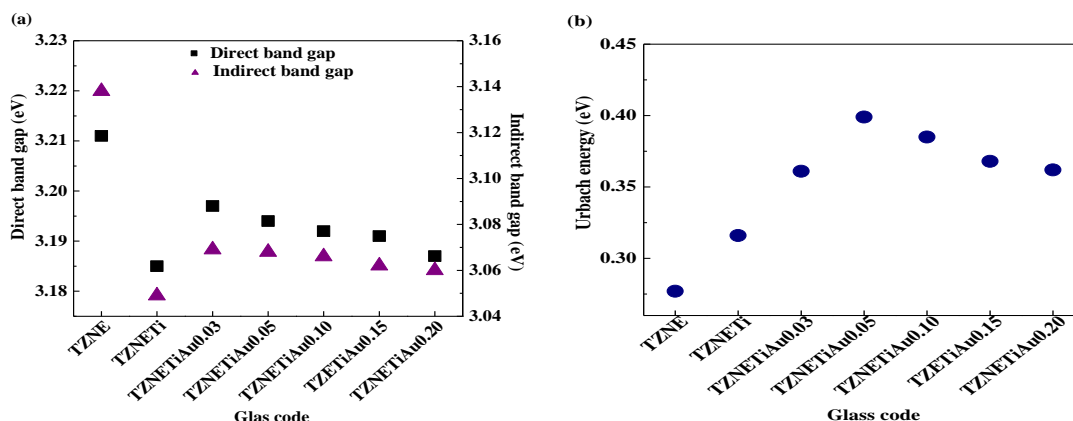 (a)
3.23
3.22
3.21
3.20
3.19
3.18
Direct band gap (eV)
Direct band gap
Indirect band gap
3.16
3.14
3.12
3.10
3.08
3.06
3.04
Indirect band gap (eV)
TZNE
TZNETi
TZNETiAu0.03
TZNETiAu0.05
TZNETiAu0.10
TZETiAu0.15
TZNETiAu0.20
Glas code
(b)
0.45
0.40
0.35
0.30
Urbach energy (eV)
TZNE
TZNETi
TZNETiAu0.03
TZNETiAu0.05
TZNETiAu0.10
TZETiAu0.15
TZNETiAu0.20
Glass code